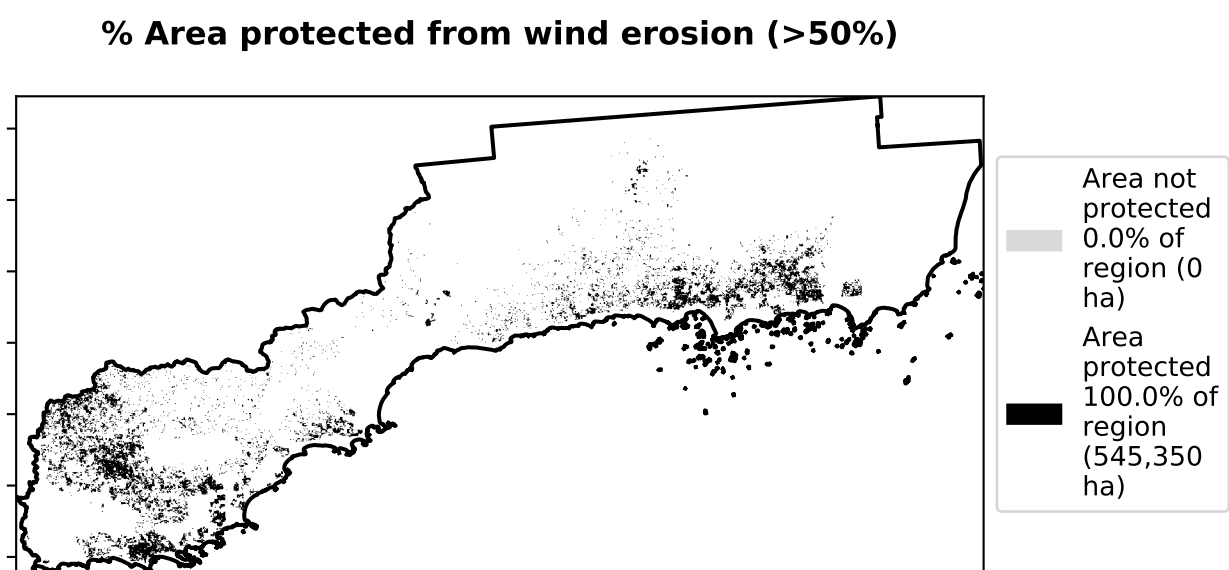 % Area protected from wind erosion (>50%)
Area not
protected
0.0% of
region (0
ha)
Area
protected
100.0% of
region
(545,350
ha)